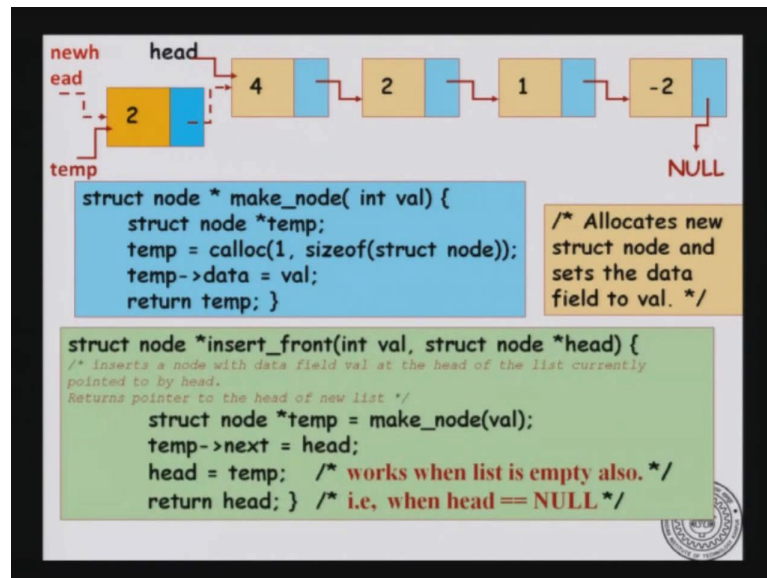 newh head
ead
4 2 1 -2
2
temp
NULL
struct node * make_node( int val) {
struct node *temp;
temp = calloc(1, sizeof(struct node));
temp->data = val;
return temp; }
/* Allocates new
struct node and
sets the data
field to val. */
struct node *insert_front(int val, struct node *head) {
/* inserts a node with data field val at the head of the list currently
pointed to by head.
Returns pointer to the head of new list */
struct node *temp = make_node(val);
temp->next = head;
head = temp; /* works when list is empty also. */
return head; } /* i.e, when head == NULL */